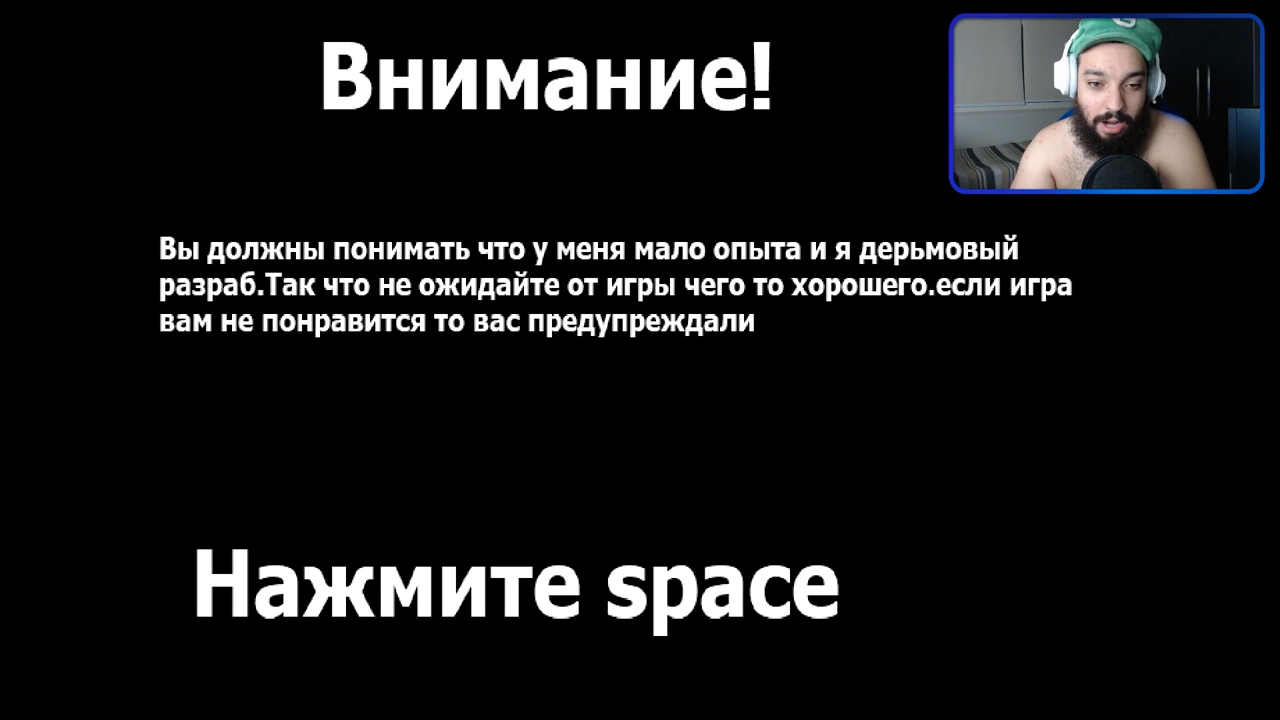 Внимание!
Вы должны понимать что у меня мало опыта и я дерьмовый
разраб.Так что не ожидайте от игры чего то хорошего.если игра
вам не понравится то вас предупреждали
Нажмите space